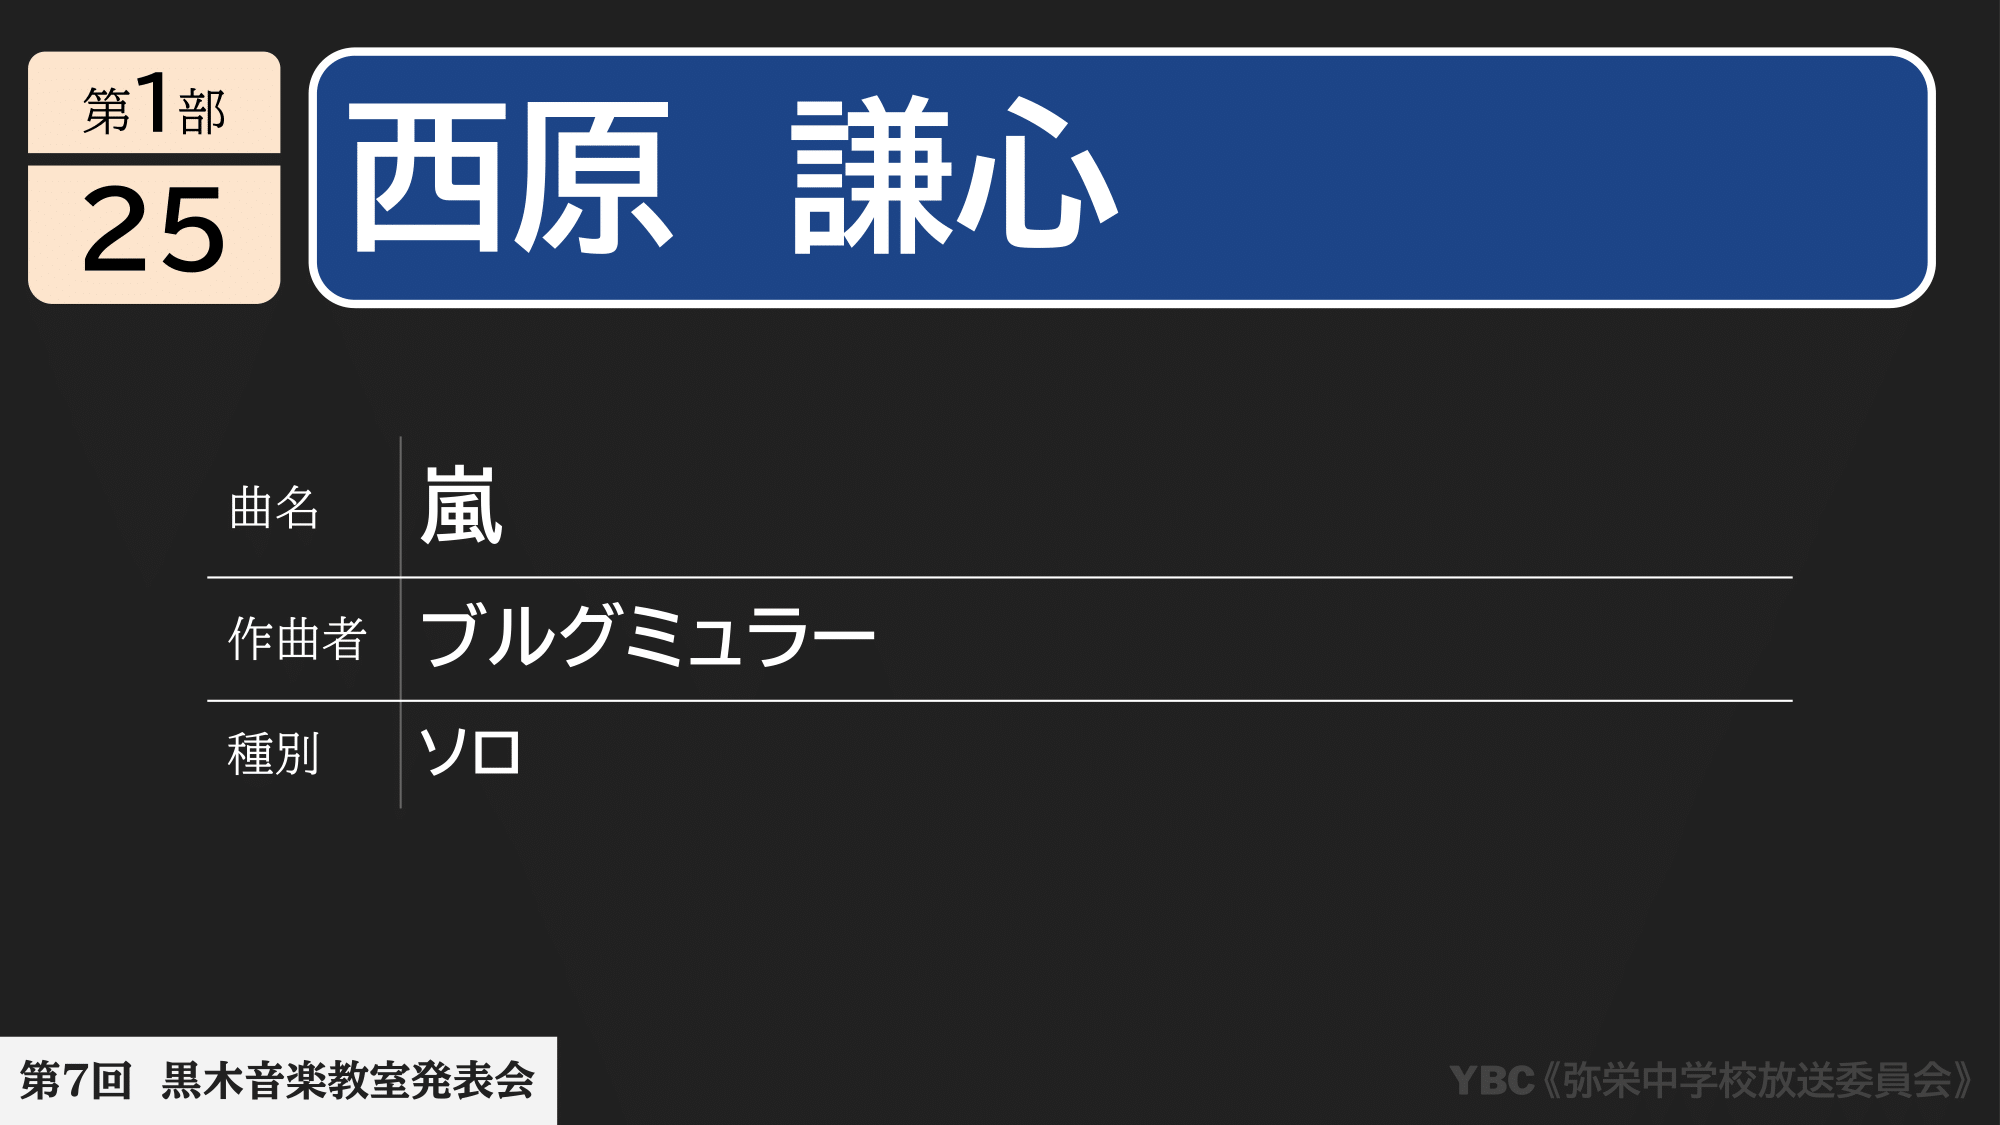 第1部
25
西原　謙心
曲名　嵐
作曲者　ブルグミュラー
種別　ソロ
第7回　黒木音楽教室発表会
YBC《弥栄中学校放送委員会》